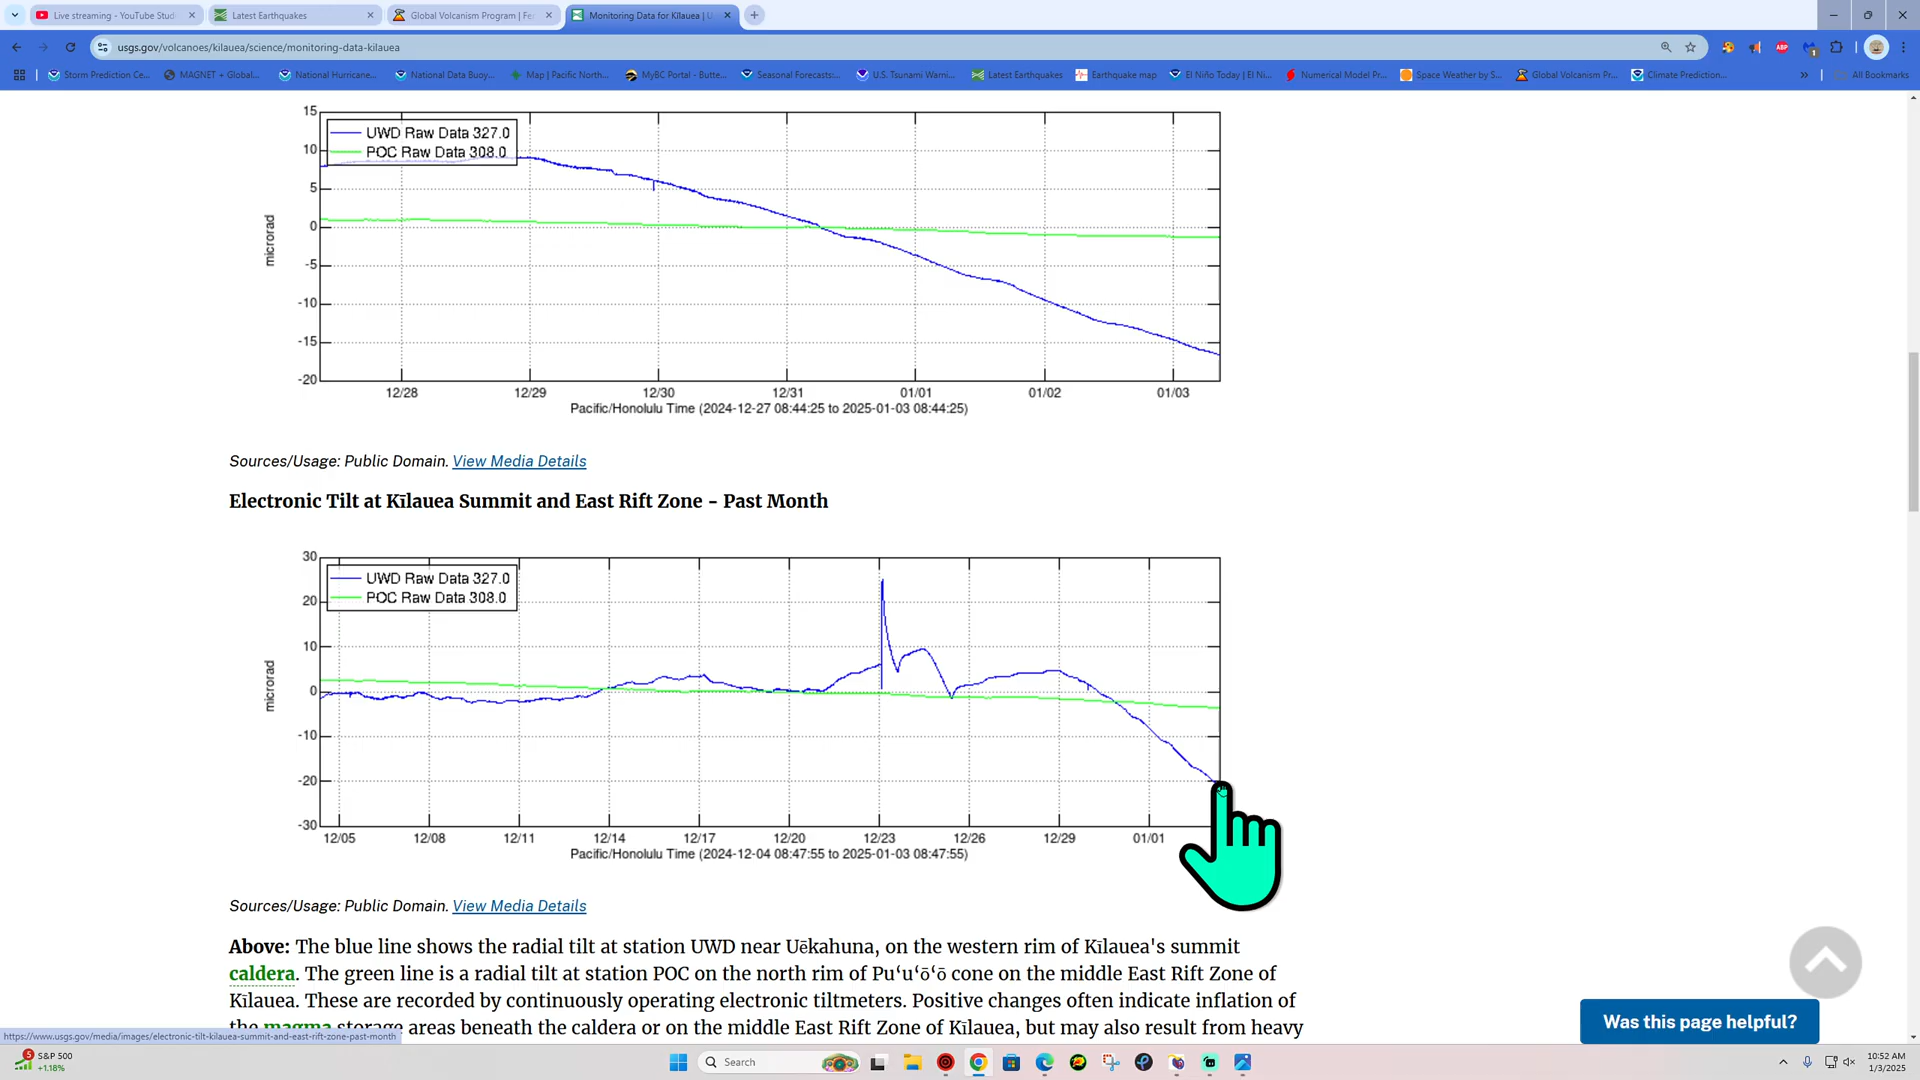 Live streaming - YouTube Studi
Latest Earthquakes
Global Volcanism Program | Fer
Monitoring Data for Kīlauea | U
usgs.gov/volcanoes/kilauea/science/monitoring-data-kilauea
Storm Prediction Ce...
MAGNET + Global...
National Hurricane...
National Data Buoy...
Map | Pacific North...
MyBC Portal - Butte...
Seasonal Forecasts:...
U.S. Tsunami Warni...
Latest Earthquakes
Earthquake map
El Niño Today | El Ni...
Numerical Model Pr...
Space Weather by S...
Global Volcanism Pr...
Climate Prediction...
All Bookmarks
15
10
5
0
-5
-10
-15
-20
microrad
UWD Raw Data 327.0
POC Raw Data 308.0
12/28 12/29 12/30 12/31 01/01 01/02 01/03
Pacific/Honolulu Time (2024-12-27 08:44:25 to 2025-01-03 08:44:25)
Sources/Usage: Public Domain. View Media Details
Electronic Tilt at Kīlauea Summit and East Rift Zone - Past Month
30
20
10
0
-10
-20
-30
microrad
UWD Raw Data 327.0
POC Raw Data 308.0
12/05 12/08 12/11 12/14 12/17 12/20 12/23 12/26 12/29 01/01
Pacific/Honolulu Time (2024-12-04 08:47:55 to 2025-01-03 08:47:55)
Sources/Usage: Public Domain. View Media Details
Above: The blue line shows the radial tilt at station UWD near Uēkahuna, on the western rim of Kīlauea's summit
caldera. The green line is a radial tilt at station POC on the north rim of Puʻuʻōʻō cone on the middle East Rift Zone of
Kīlauea. These are recorded by continuously operating electronic tiltmeters. Positive changes often indicate inflation of
the magma storage areas beneath the caldera or on the middle East Rift Zone of Kīlauea, but may also result from heavy
Was this page helpful?
https://www.usgs.gov/media/images/electronic-tilt-kilauea-summit-and-east-rift-zone-past-month
5
S&P 500
+1.18%
Search
ABP
1
10:52 AM
1/3/2025